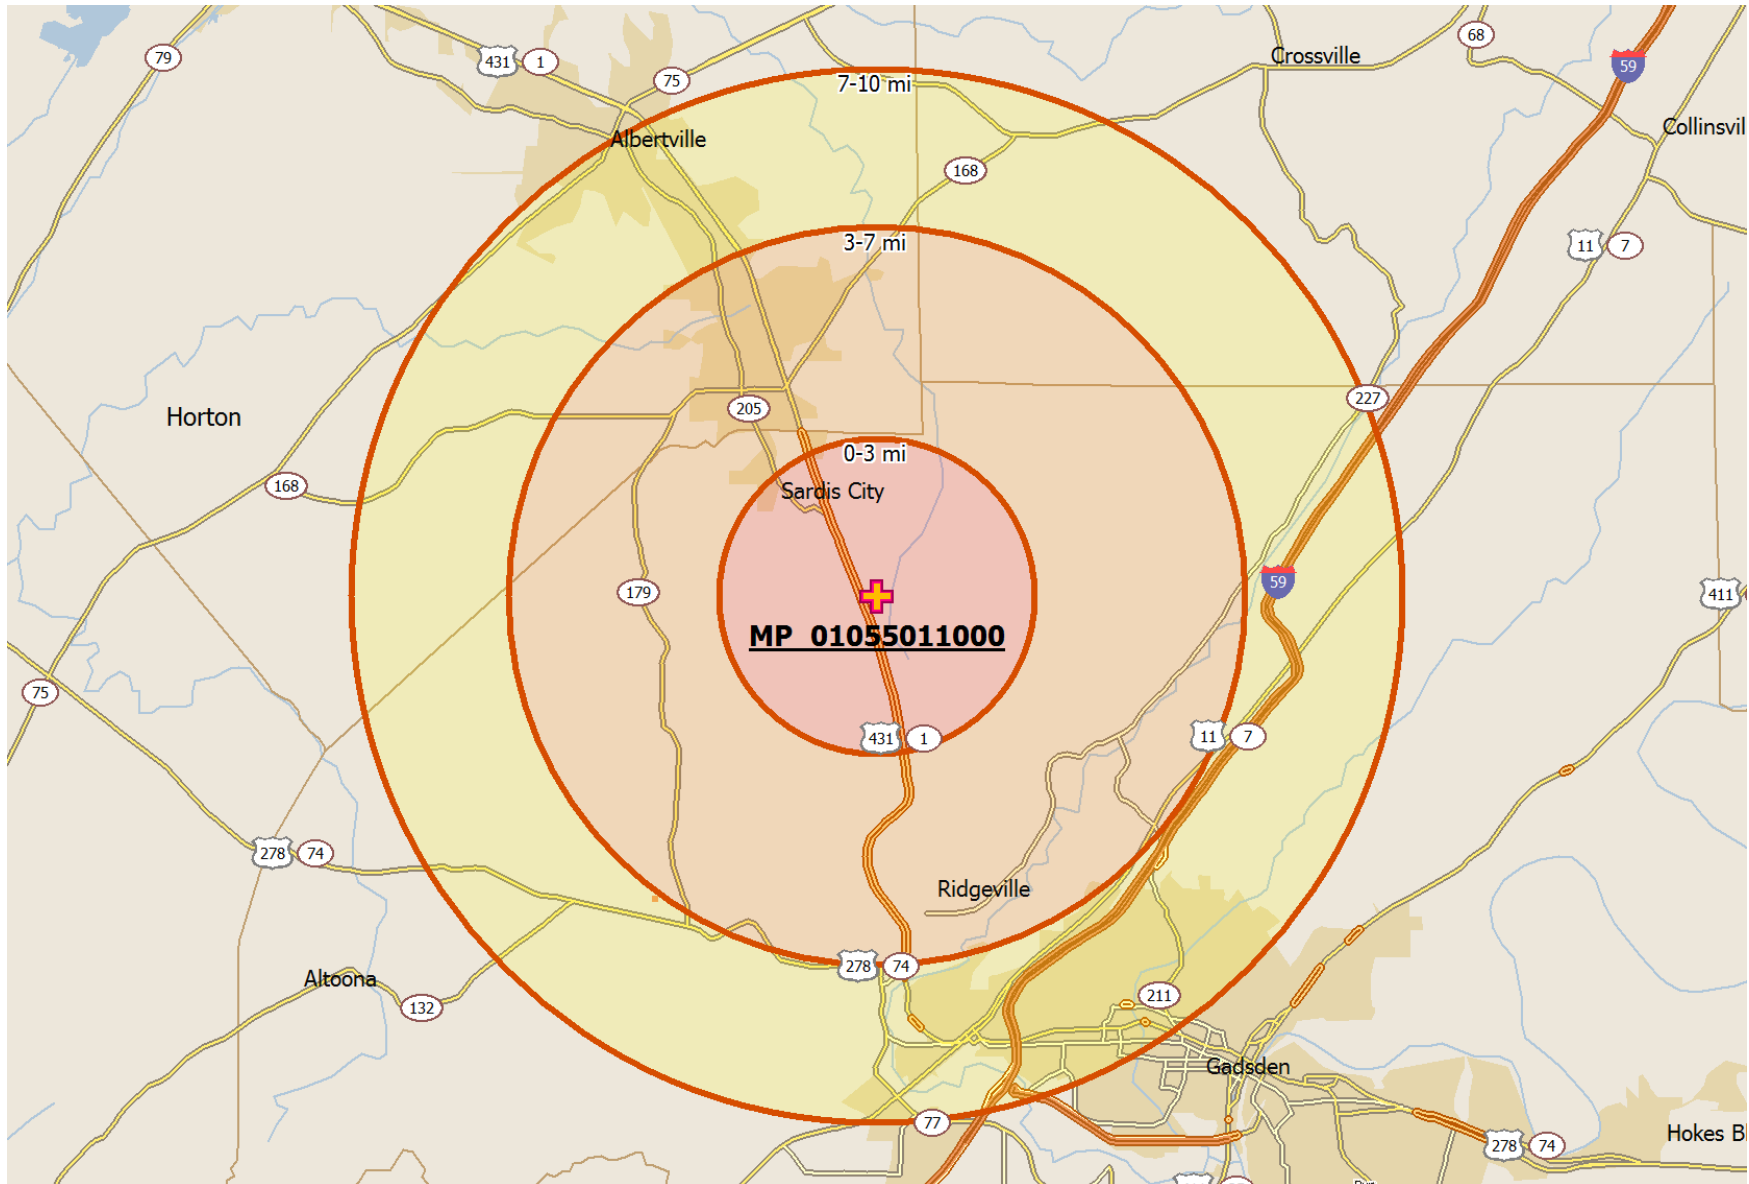 79
431
1
75
7-10 mi
Crossville
68
59
Albertville
Collinsvil
168
3-7 mi
11
7
205
227
Horton
0-3 mi
168
Sardis City
179
59
411
MP 01055011000
75
431
1
11
7
278
74
Ridgeville
278
74
Altoona
132
211
Gadsden
77
278
74
Hokes Bl